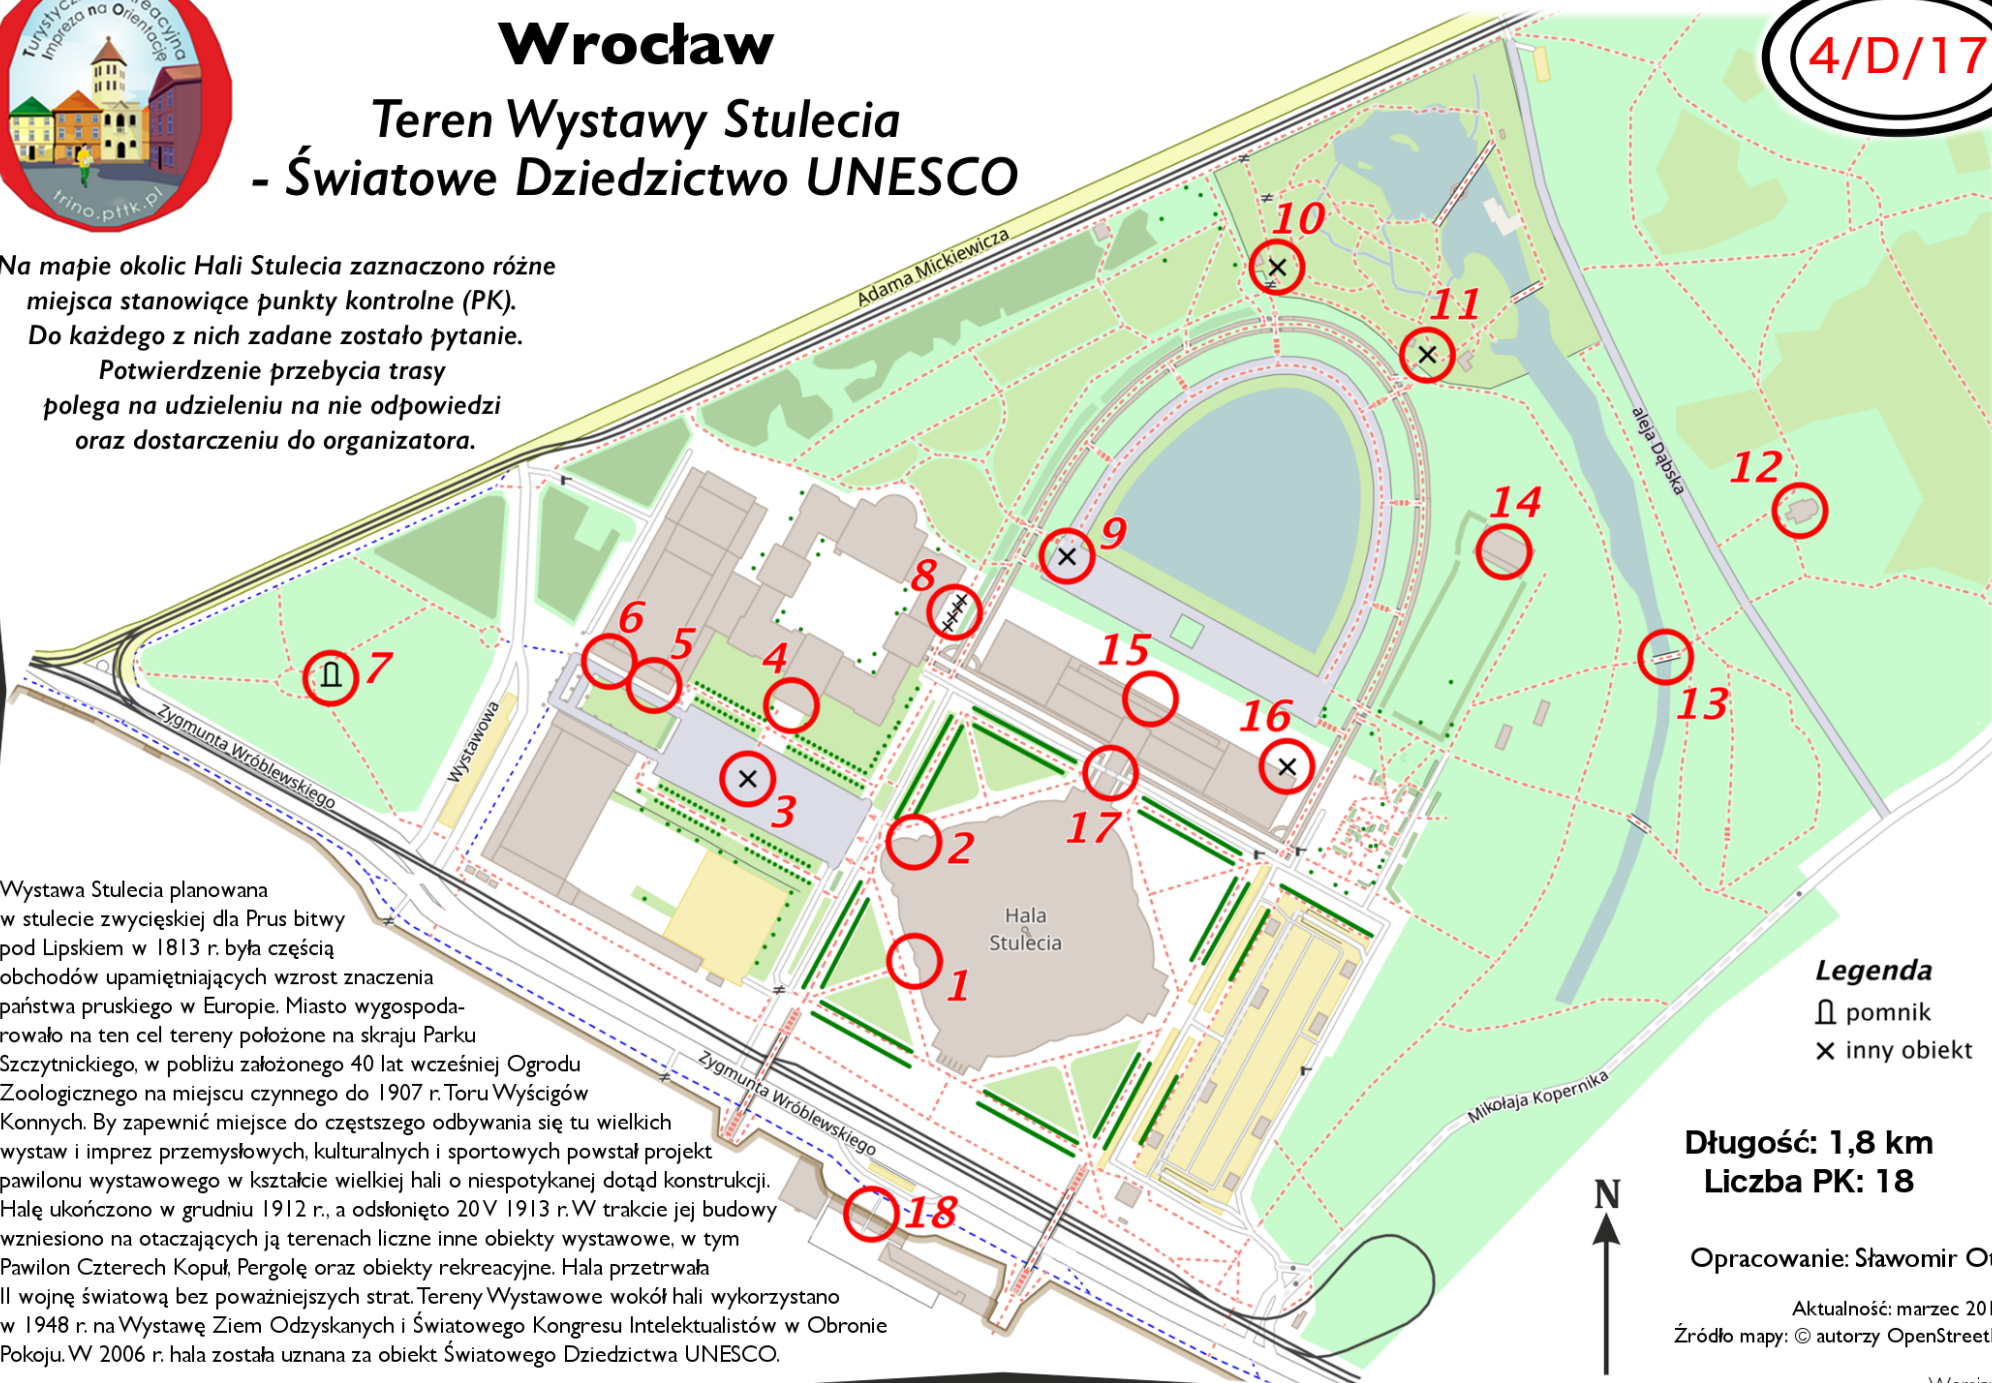 Turystyczno-Rekreacyjna
Impreza na Orientację
trino.pttk.pl
Wrocław
Teren Wystawy Stulecia
- Światowe Dziedzictwo UNESCO
4/D/17
Na mapie okolic Hali Stulecia zaznaczono różne
miejsca stanowiące punkty kontrolne (PK).
Do każdego z nich zadane zostało pytanie.
Potwierdzenie przebycia trasy
polega na udzieleniu na nie odpowiedzi
oraz dostarczeniu do organizatora.
Adama Mickiewicza
10
11
aleja Dąbska
12
14
9
8
6
5
4
7
15
13
16
Zygmunta Wróblewskiego
Wystawowa
3
2
17
Hala
Stulecia
1
Wystawa Stulecia planowana
w stulecie zwycięskiej dla Prus bitwy
pod Lipskiem w 1813 r. była częścią
obchodów upamiętniających wzrost znaczenia
państwa pruskiego w Europie. Miasto wygospoda-
rowało na ten cel tereny położone na skraju Parku
Szczytnickiego, w pobliżu założonego 40 lat wcześniej Ogrodu
Zoologicznego na miejscu czynnego do 1907 r. Toru Wyścigów
Konnych. By zapewnić miejsce do częstszego odbywania się tu wielkich
wystaw i imprez przemysłowych, kulturalnych i sportowych powstał projekt
pawilonu wystawowego w kształcie wielkiej hali o niespotykanej dotąd konstrukcji.
Halę ukończono w grudniu 1912 r., a odsłonięto 20 V 1913 r. W trakcie jej budowy
wzniesiono na otaczających ją terenach liczne inne obiekty wystawowe, w tym
Pawilon Czterech Kopuł, Pergolę oraz obiekty rekreacyjne. Hala przetrwała
II wojnę światową bez poważniejszych strat. Tereny Wystawowe wokół hali wykorzystano
w 1948 r. na Wystawę Ziem Odzyskanych i Światowego Kongresu Intelektualistów w Obronie
Pokoju. W 2006 r. hala została uznana za obiekt Światowego Dziedzictwa UNESCO.
Zygmunta Wróblewskiego
18
Mikołaja Kopernika
Legenda
pomnik
inny obiekt
Długość: 1,8 km
Liczba PK: 18
N
Opracowanie: Sławomir
Aktualność: marzec 201
Źródło mapy: © autorzy OpenStreet